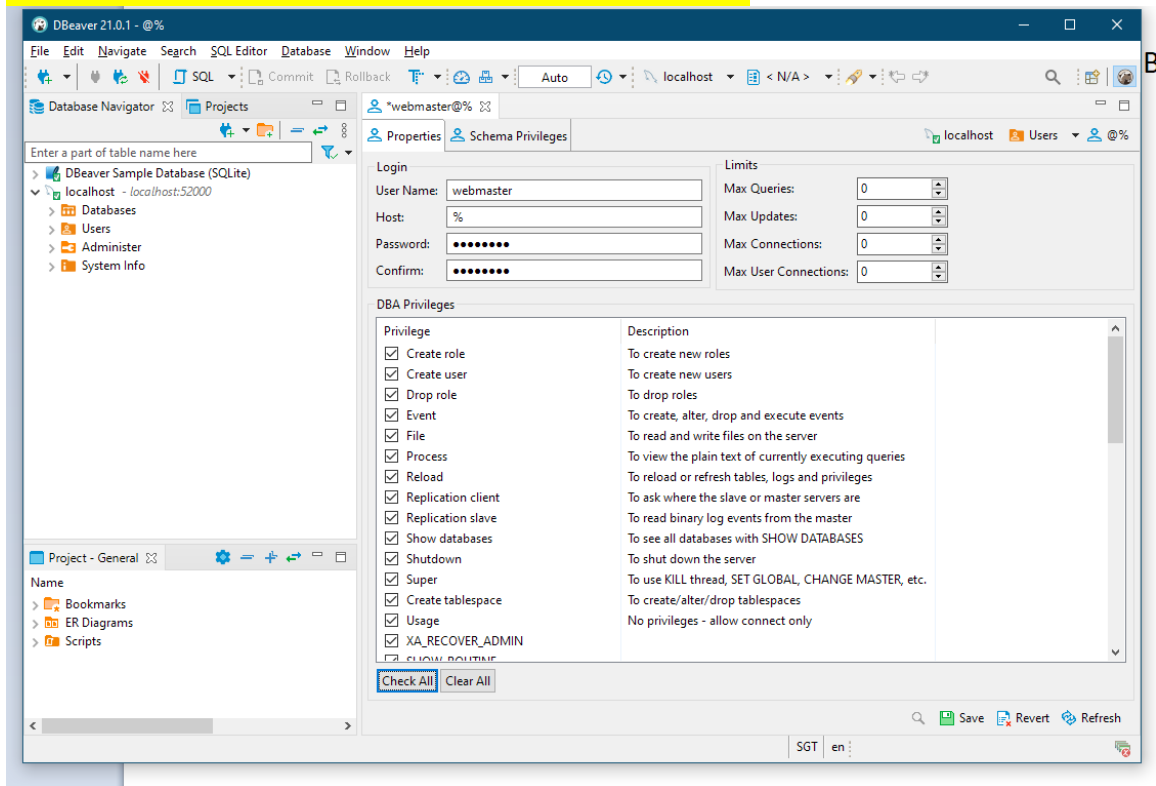 DBeaver 21.0.1 - @%
File Edit Navigate Search SQL Editor Database Window Help
B
SQL Commit Rollback Auto localhost < N/A >
Database Navigator Projects
Enter a part of table name here
DBeaver Sample Database (SQLite)
localhost - localhost:52000
Databases
Users
Administer
System Info
Project - General
Name
Bookmarks
ER Diagrams
Scripts
*webmaster@%
Properties Schema Privileges localhost Users @%
Login
User Name: webmaster
Host: %
Password: ●●●●●●●●
Confirm: ●●●●●●●●
Limits
Max Queries: 0
Max Updates: 0
Max Connections: 0
Max User Connections: 0
DBA Privileges
Privilege Description
Create role To create new roles
Create user To create new users
Drop role To drop roles
Event To create, alter, drop and execute events
File To read and write files on the server
Process To view the plain text of currently executing queries
Reload To reload or refresh tables, logs and privileges
Replication client To ask where the slave or master servers are
Replication slave To read binary log events from the master
Show databases To see all databases with SHOW DATABASES
Shutdown To shut down the server
Super To use KILL thread, SET GLOBAL, CHANGE MASTER, etc.
Create tablespace To create/alter/drop tablespaces
Usage No privileges - allow connect only
XA_RECOVER_ADMIN
SHOW_ROUTINE
Check All Clear All
Save Revert Refresh
SGT en